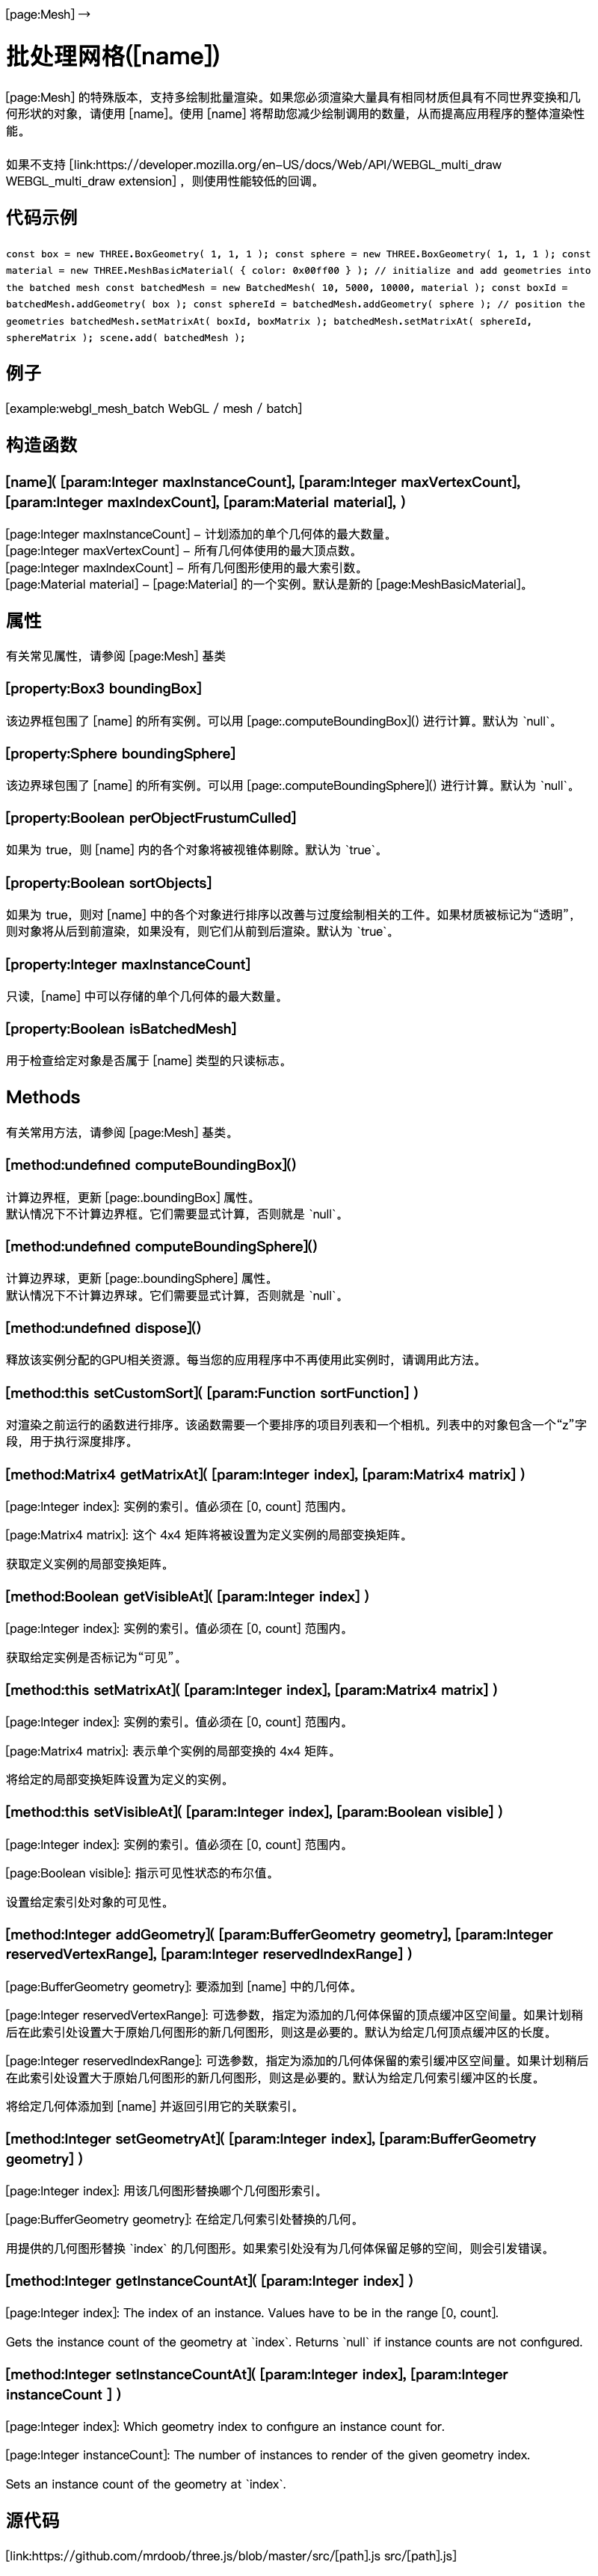 [page:Mesh] →
批处理网格([name])
[page:Mesh] 的特殊版本，支持多绘制批量渲染。如果您必须渲染大量具有相同材质但具有不同世界变换和几
何形状的对象，请使用 [name]。使用 [name] 将帮助您减少绘制调用的数量，从而提高应用程序的整体渲染性
能。
如果不支持 [link:https://developer.mozilla.org/en-US/docs/Web/API/WEBGL_multi_draw
WEBGL_multi_draw extension] ，则使用性能较低的回调。
代码示例
const box = new THREE.BoxGeometry( 1, 1, 1 ); const sphere = new THREE.BoxGeometry( 1, 1, 1 ); const
material = new THREE.MeshBasicMaterial( { color: 0x00ff00 } ); // initialize and add geometries into
the batched mesh const batchedMesh = new BatchedMesh( 10, 5000, 10000, material ); const boxId =
batchedMesh.addGeometry( box ); const sphereId = batchedMesh.addGeometry( sphere ); // position the
geometries batchedMesh.setMatrixAt( boxId, boxMatrix ); batchedMesh.setMatrixAt( sphereId,
sphereMatrix ); scene.add( batchedMesh );
例子
[example:webgl_mesh_batch WebGL / mesh / batch]
构造函数
[name]( [param:Integer maxInstanceCount], [param:Integer maxVertexCount],
[param:Integer maxIndexCount], [param:Material material], )
[page:Integer maxInstanceCount] - 计划添加的单个几何体的最大数量。
[page:Integer maxVertexCount] - 所有几何体使用的最大顶点数。
[page:Integer maxIndexCount] - 所有几何图形使用的最大索引数。
[page:Material material] - [page:Material] 的一个实例。默认是新的 [page:MeshBasicMaterial]。
属性
有关常见属性，请参阅 [page:Mesh] 基类
[property:Box3 boundingBox]
该边界框包围了 [name] 的所有实例。可以用 [page:.computeBoundingBox]() 进行计算。默认为 `null`。
[property:Sphere boundingSphere]
该边界球包围了 [name] 的所有实例。可以用 [page:.computeBoundingSphere]() 进行计算。默认为 `null`。
[property:Boolean perObjectFrustumCulled]
如果为 true，则 [name] 内的各个对象将被视锥体剔除。默认为 `true`。
[property:Boolean sortObjects]
如果为 true，则对 [name] 中的各个对象进行排序以改善与过度绘制相关的工件。如果材质被标记为“透明”，
则对象将从后到前渲染，如果没有，则它们从前到后渲染。默认为 `true`。
[property:Integer maxInstanceCount]
只读，[name] 中可以存储的单个几何体的最大数量。
[property:Boolean isBatchedMesh]
用于检查给定对象是否属于 [name] 类型的只读标志。
Methods
有关常用方法，请参阅 [page:Mesh] 基类。
[method:undefined computeBoundingBox]()
计算边界框，更新 [page:.boundingBox] 属性。
默认情况下不计算边界框。它们需要显式计算，否则就是 `null`。
[method:undefined computeBoundingSphere]()
计算边界球，更新 [page:.boundingSphere] 属性。
默认情况下不计算边界球。它们需要显式计算，否则就是 `null`。
[method:undefined dispose]()
释放该实例分配的GPU相关资源。每当您的应用程序中不再使用此实例时，请调用此方法。
[method:this setCustomSort]( [param:Function sortFunction] )
对渲染之前运行的函数进行排序。该函数需要一个要排序的项目列表和一个相机。列表中的对象包含一个“z”字
段，用于执行深度排序。
[method:Matrix4 getMatrixAt]( [param:Integer index], [param:Matrix4 matrix] )
[page:Integer index]: 实例的索引。值必须在 [0, count] 范围内。
[page:Matrix4 matrix]: 这个 4x4 矩阵将被设置为定义实例的局部变换矩阵。
获取定义实例的局部变换矩阵。
[method:Boolean getVisibleAt]( [param:Integer index] )
[page:Integer index]: 实例的索引。值必须在 [0, count] 范围内。
获取给定实例是否标记为“可见”。
[method:this setMatrixAt]( [param:Integer index], [param:Matrix4 matrix] )
[page:Integer index]: 实例的索引。值必须在 [0, count] 范围内。
[page:Matrix4 matrix]: 表示单个实例的局部变换的 4x4 矩阵。
将给定的局部变换矩阵设置为定义的实例。
[method:this setVisibleAt]( [param:Integer index], [param:Boolean visible] )
[page:Integer index]: 实例的索引。值必须在 [0, count] 范围内。
[page:Boolean visible]: 指示可见性状态的布尔值。
设置给定索引处对象的可见性。
[method:Integer addGeometry]( [param:BufferGeometry geometry], [param:Integer
reservedVertexRange], [param:Integer reservedIndexRange] )
[page:BufferGeometry geometry]: 要添加到 [name] 中的几何体。
[page:Integer reservedVertexRange]: 可选参数，指定为添加的几何体保留的顶点缓冲区空间量。如果计划稍
后在此索引处设置大于原始几何图形的新几何图形，则这是必要的。默认为给定几何顶点缓冲区的长度。
[page:Integer reservedIndexRange]: 可选参数，指定为添加的几何体保留的索引缓冲区空间量。如果计划稍后
在此索引处设置大于原始几何图形的新几何图形，则这是必要的。默认为给定几何索引缓冲区的长度。
将给定几何体添加到 [name] 并返回引用它的关联索引。
[method:Integer setGeometryAt]( [param:Integer index], [param:BufferGeometry
geometry] )
[page:Integer index]: 用该几何图形替换哪个几何图形索引。
[page:BufferGeometry geometry]: 在给定几何索引处替换的几何。
用提供的几何图形替换 `index` 的几何图形。如果索引处没有为几何体保留足够的空间，则会引发错误。
[method:Integer getInstanceCountAt]( [param:Integer index] )
[page:Integer index]: The index of an instance. Values have to be in the range [0, count].
Gets the instance count of the geometry at `index`. Returns `null` if instance counts are not configured.
[method:Integer setInstanceCountAt]( [param:Integer index], [param:Integer
instanceCount ] )
[page:Integer index]: Which geometry index to configure an instance count for.
[page:Integer instanceCount]: The number of instances to render of the given geometry index.
Sets an instance count of the geometry at `index`.
源代码
[link:https://github.com/mrdoob/three.js/blob/master/src/[path].js src/[path].js]